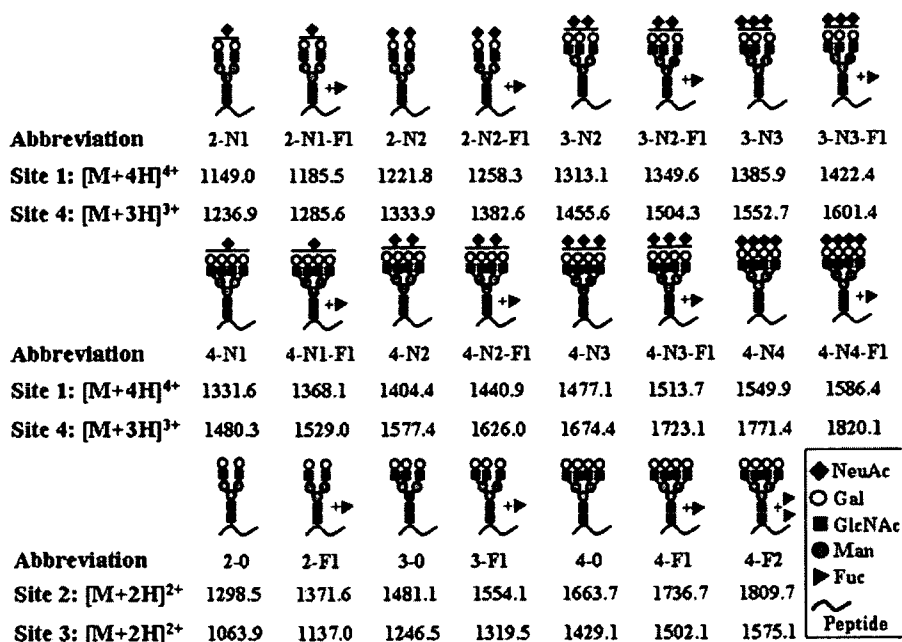 Abbreviation 2-N1 2-N1-F1 2-N2 2-N2-F1 3-N2 3-N2-F1 3-N3 3-N3-F1
Site 1: [M+4H]4+ 1149.0 1185.5 1221.8 1258.3 1313.1 1349.6 1385.9 1422.4
Site 4: [M+3H]3+ 1236.9 1285.6 1333.9 1382.6 1455.6 1504.3 1552.7 1601.4
Abbreviation 4-N1 4-N1-F1 4-N2 4-N2-F1 4-N3 4-N3-F1 4-N4 4-N4-F1
Site 1: [M+4H]4+ 1331.6 1368.1 1404.4 1440.9 1477.1 1513.7 1549.9 1586.4
Site 4: [M+3H]3+ 1480.3 1529.0 1577.4 1626.0 1674.4 1723.1 1771.4 1820.1
Abbreviation 2-0 2-F1 3-0 3-F1 4-0 4-F1 4-F2
Site 2: [M+2H]2+ 1298.5 1371.6 1481.1 1554.1 1663.7 1736.7 1809.7
Site 3: [M+2H]2+ 1063.9 1137.0 1246.5 1319.5 1429.1 1502.1 1575.1
NeuAc
Gal
GlcNAc
Man
Fuc
Peptide